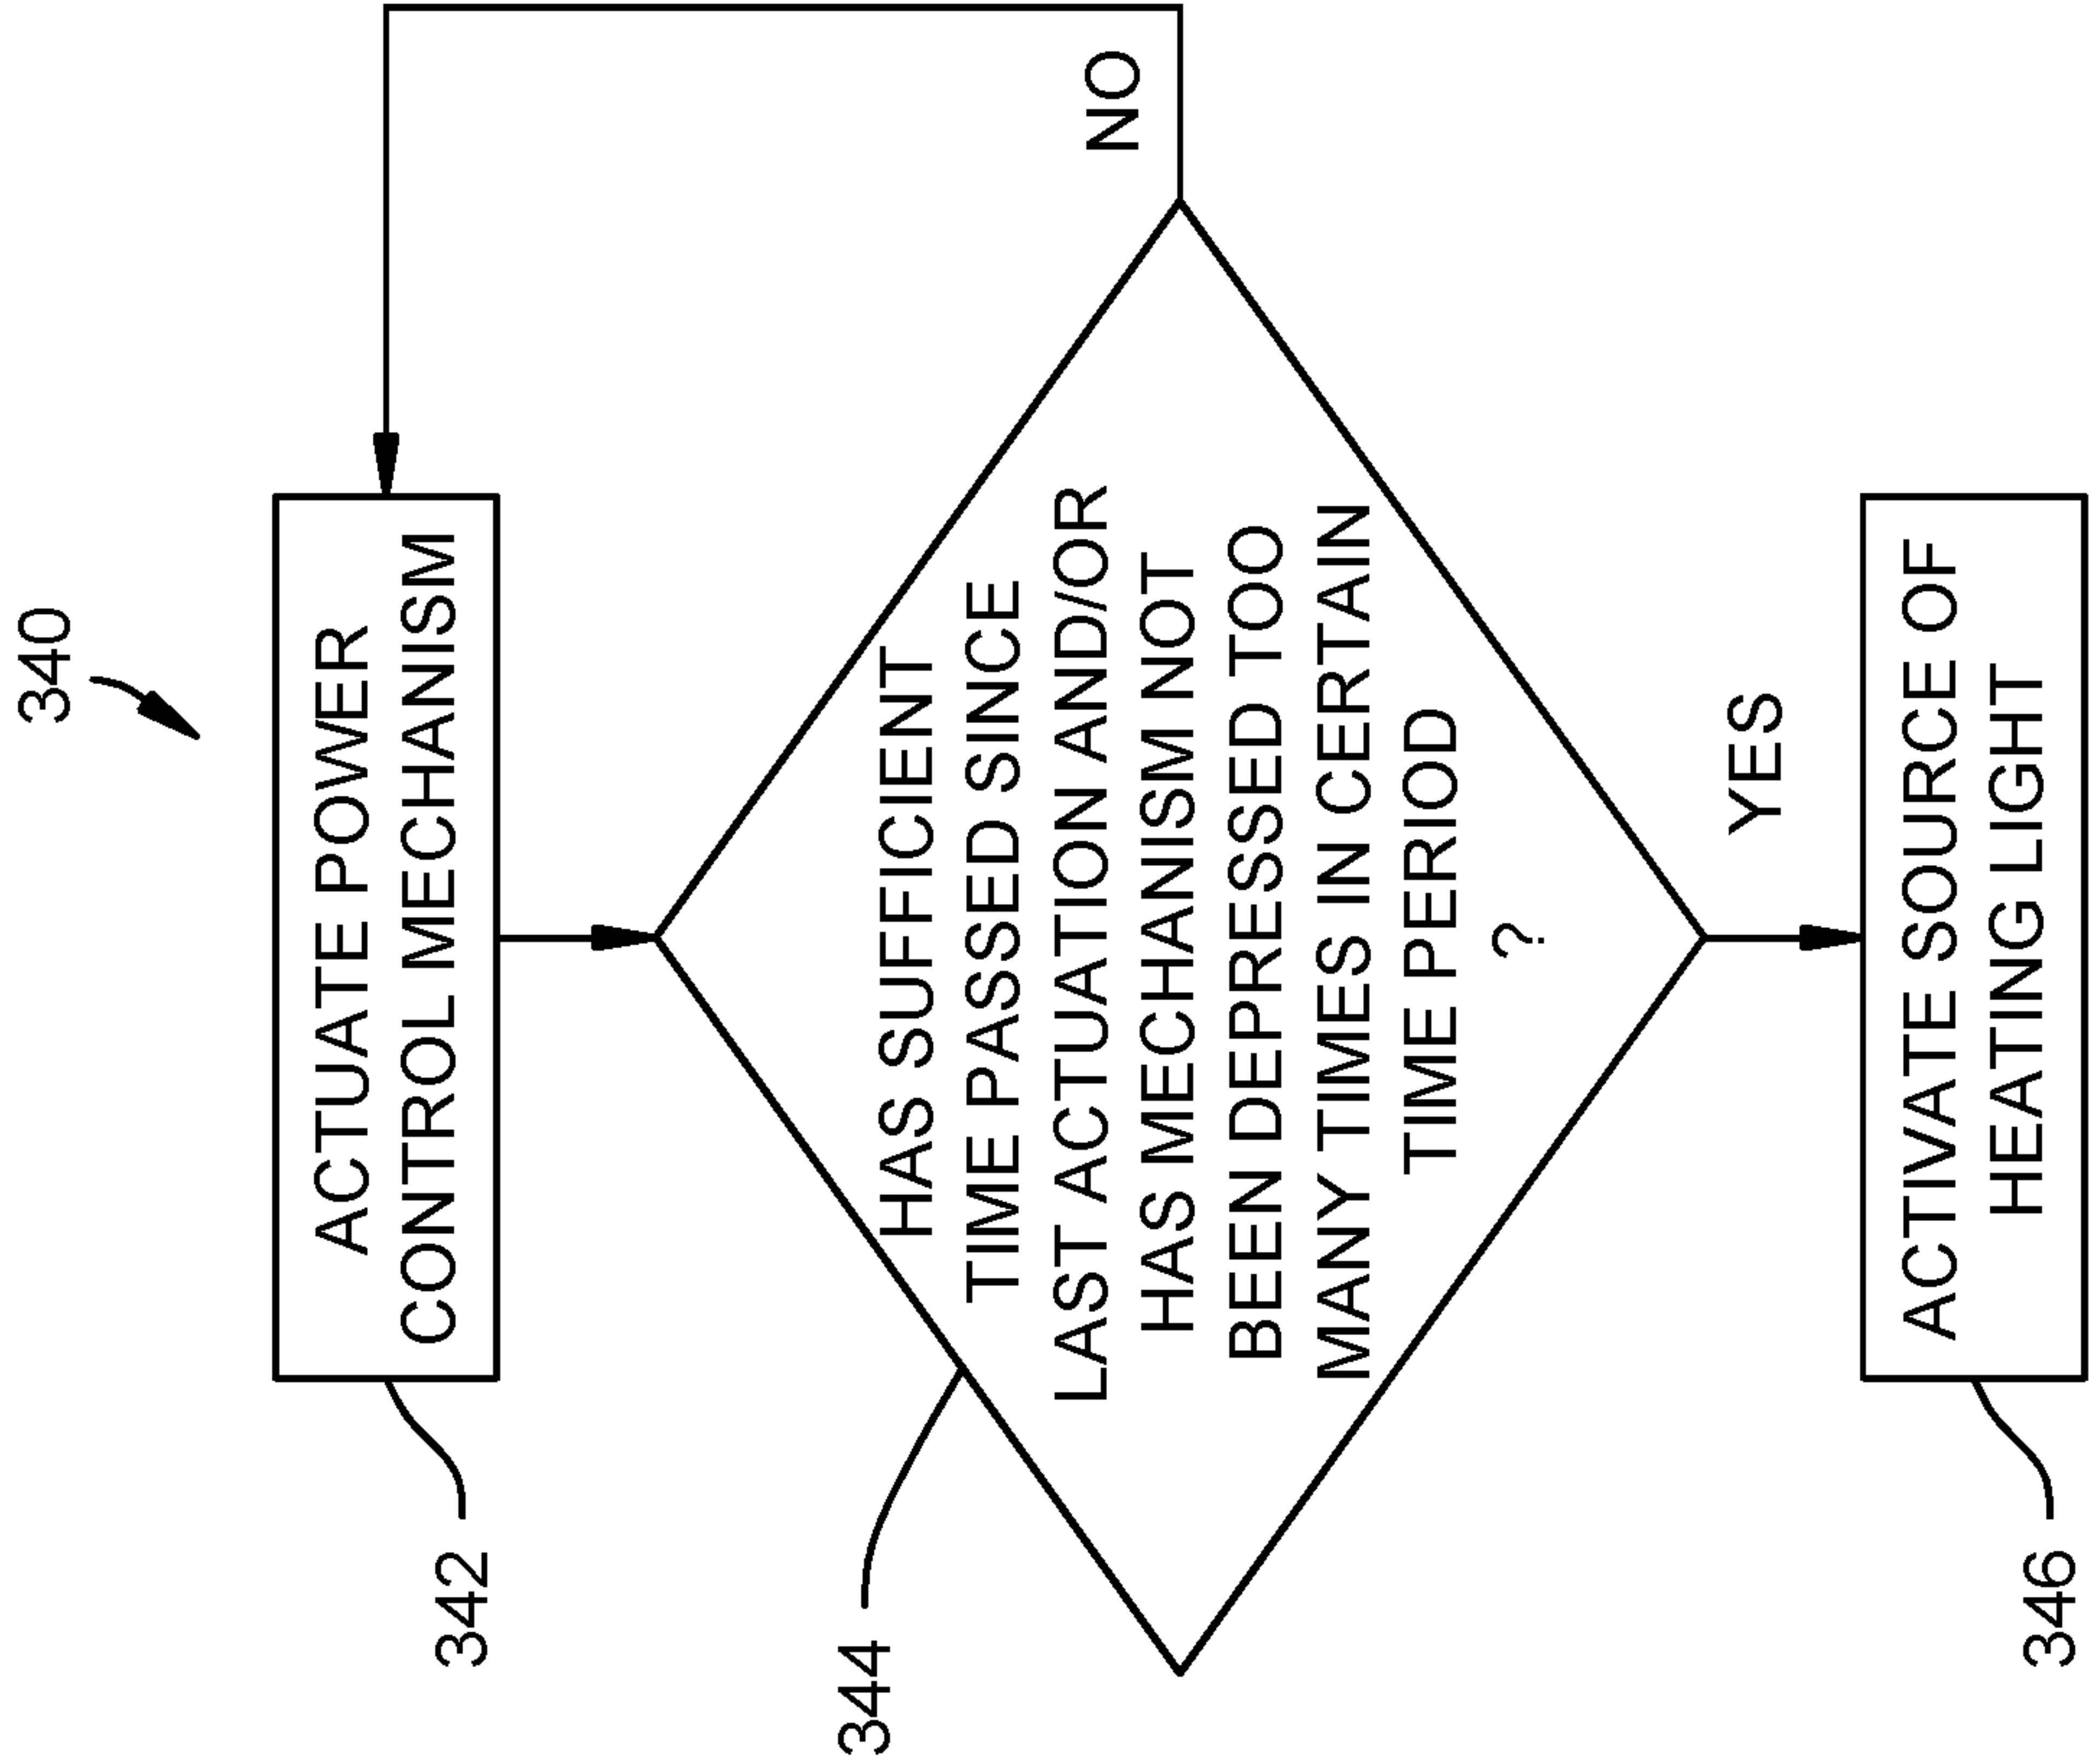 340
ACTUATE POWER
CONTROL MECHANISM
342
HAS SUFFICIENT
TIME PASSED SINCE
LAST ACTUATION AND/OR
HAS MECHANISM NOT
BEEN DEPRESSED TOO
MANY TIMES IN CERTAIN
TIME PERIOD
?
344
NO
YES
ACTIVATE SOURCE OF
HEATING LIGHT
346